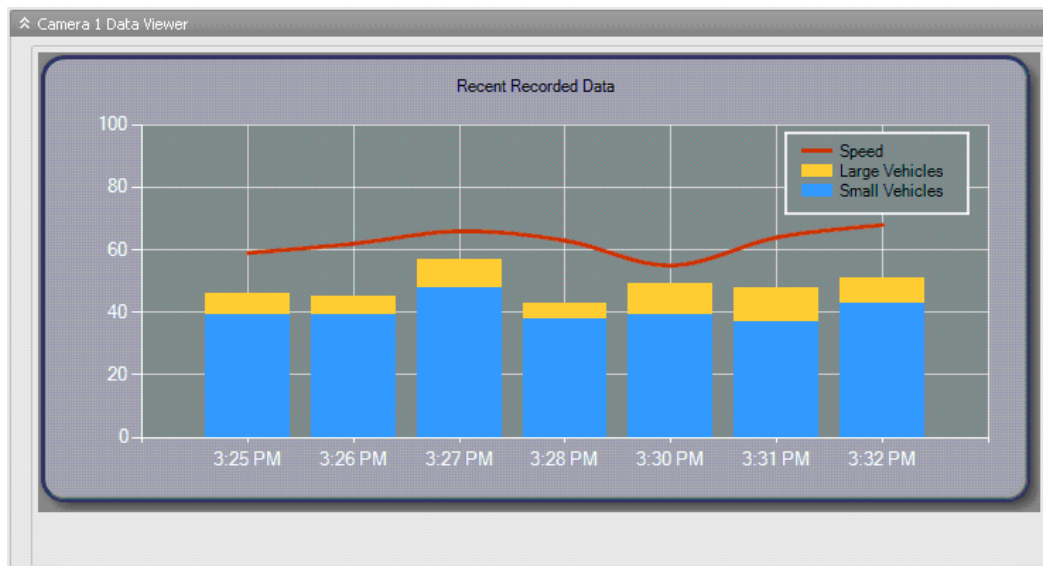 Camera 1 Data Viewer
Recent Recorded Data
100
80
60
40
20
0
Speed
Large Vehicles
Small Vehicles
3:25 PM 3:26 PM 3:27 PM 3:28 PM 3:30 PM 3:31 PM 3:32 PM